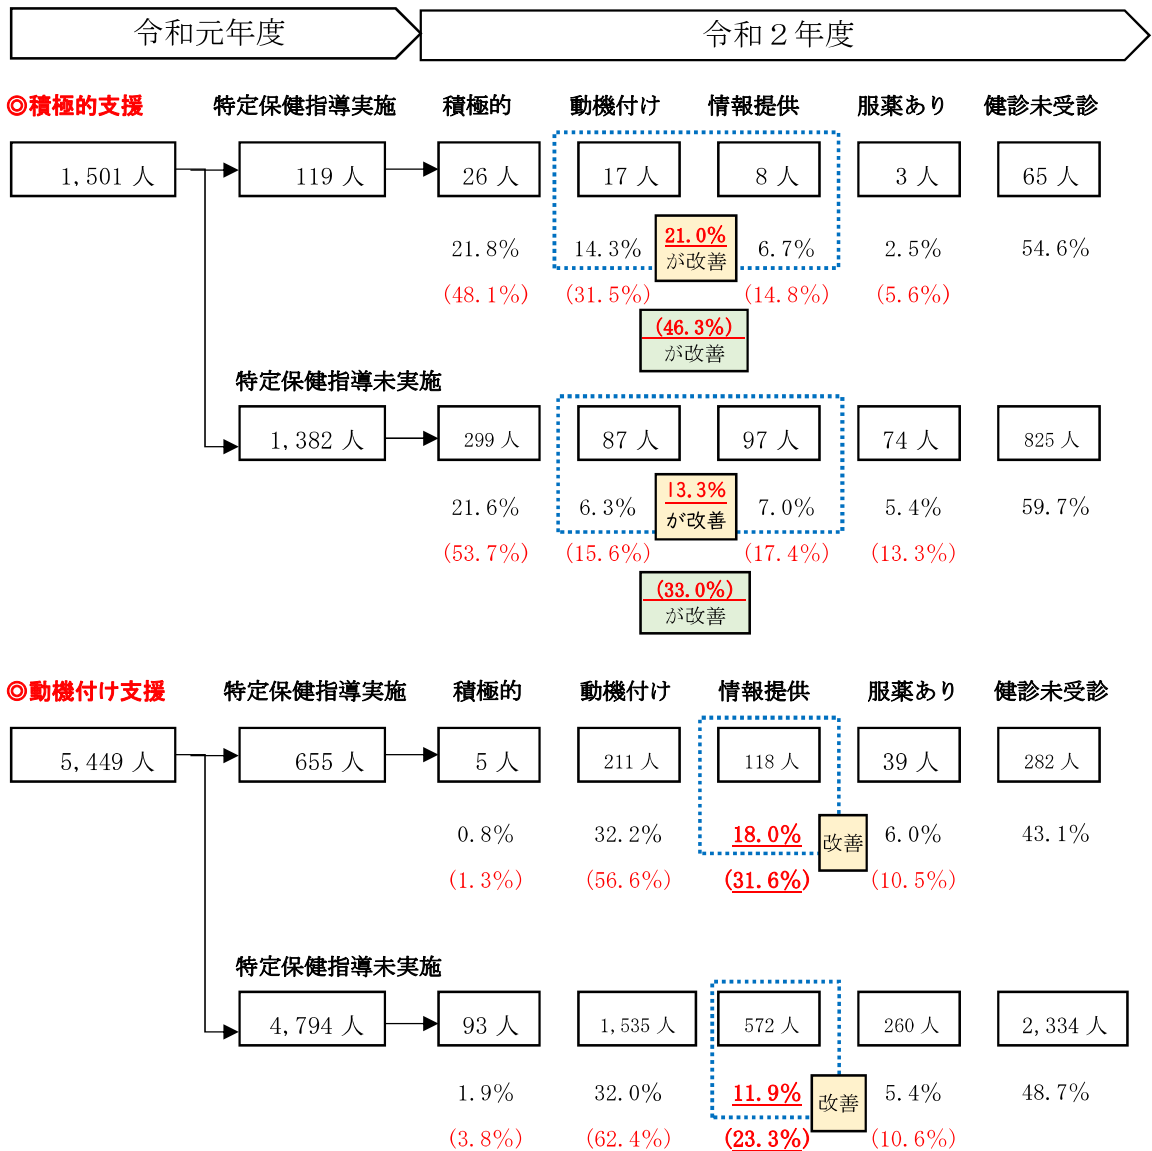 令和元年度 令和２年度
◎積極的支援 特定保健指導実施 積極的 動機付け 情報提供 服薬あり 健診未受診
1,501 人 119 人 26 人 17 人 8 人 3 人 65 人
21.8% 14.3% 21.0% 6.7% 2.5% 54.6%
が改善
(48.1%) (31.5%) (14.8%) (5.6%)
(46.3%)
が改善
特定保健指導未実施
1,382 人 299 人 87 人 97 人 74 人 825 人
21.6% 6.3% 13.3% 7.0% 5.4% 59.7%
が改善
(53.7%) (15.6%) (17.4%) (13.3%)
(33.0%)
が改善
◎動機付け支援 特定保健指導実施 積極的 動機付け 情報提供 服薬あり 健診未受診
5,449 人 655 人 5 人 211 人 118 人 39 人 282 人
0.8% 32.2% 18.0% 改善 6.0% 43.1%
(1.3%) (56.6%) (31.6%) (10.5%)
特定保健指導未実施
4,794 人 93 人 1,535 人 572 人 260 人 2,334 人
1.9% 32.0% 11.9% 改善 5.4% 48.7%
(3.8%) (62.4%) (23.3%) (10.6%)